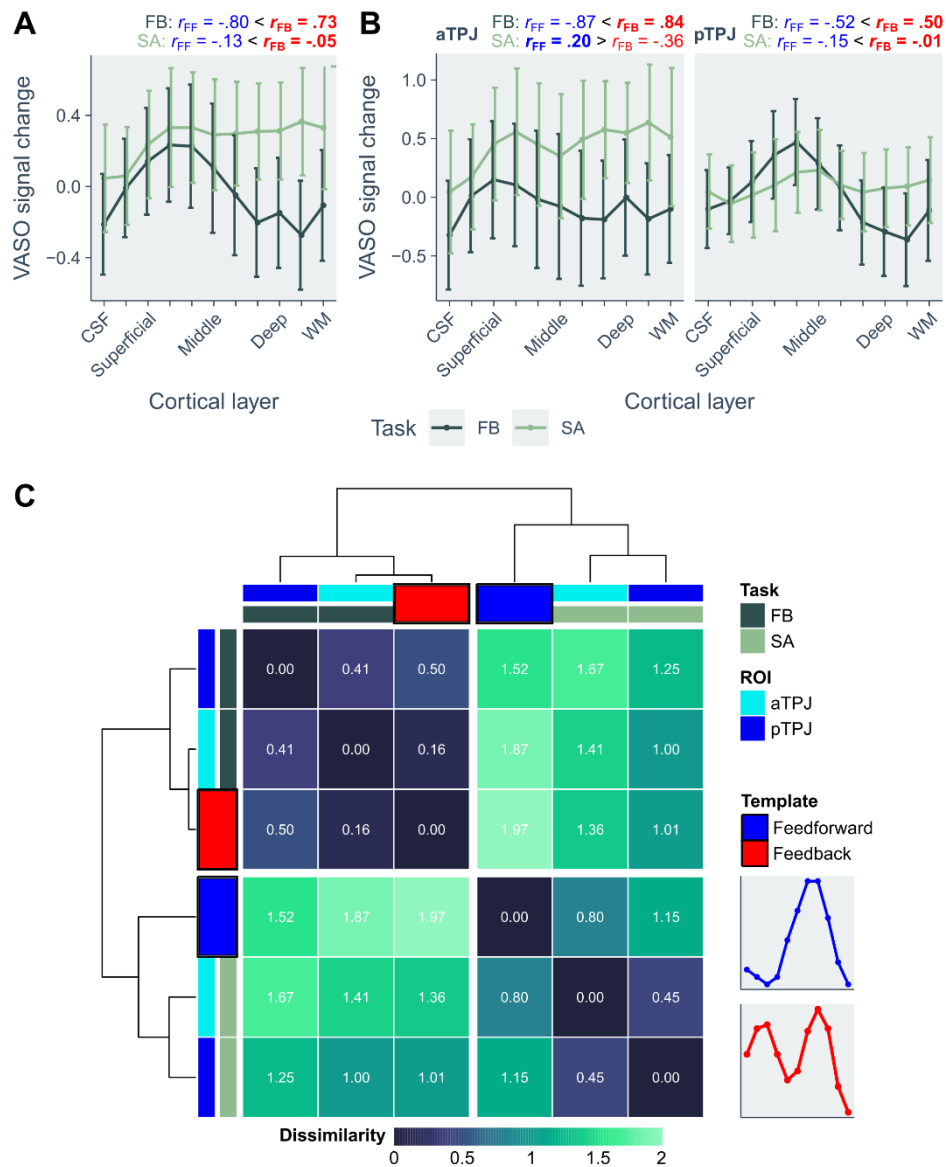 A
FB: rFF = -.80 < rFB = .73
SA: rFF = -.13 < rFB = -.05
VASO signal change
0.4
0.0
−0.4
CSF
Superficial
Middle
Deep
WM
Cortical layer
B
aTPJ
FB: rFF = -.87 < rFB = .84
SA: rFF = .20 > rFB = -.36
pTPJ
FB: rFF = -.52 < rFB = .50
SA: rFF = -.15 < rFB = -.01
VASO signal change
1.0
0.5
0.0
−0.5
CSF
Superficial
Middle
Deep
WM
CSF
Superficial
Middle
Deep
WM
Cortical layer
Task FB SA
C
0.00 0.41 0.50 1.52 1.67 1.25
0.41 0.00 0.16 1.87 1.41 1.00
0.50 0.16 0.00 1.97 1.36 1.01
1.52 1.87 1.97 0.00 0.80 1.15
1.67 1.41 1.36 0.80 0.00 0.45
1.25 1.00 1.01 1.15 0.45 0.00
Task
FB
SA
ROI
aTPJ
pTPJ
Template
Feedforward
Feedback
Dissimilarity
0 0.5 1 1.5 2